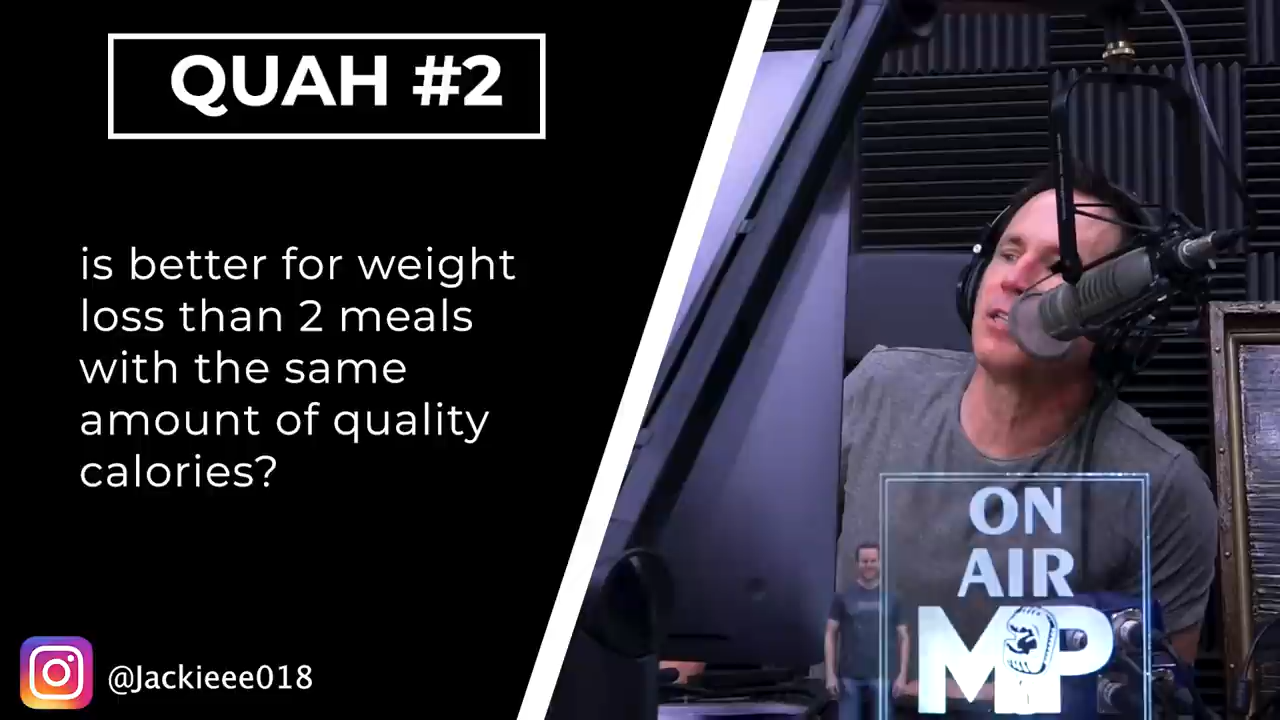 QUAH #2
is better for weight
loss than 2 meals
with the same
amount of quality
calories?
@Jackieee018
ON
AIR
MP